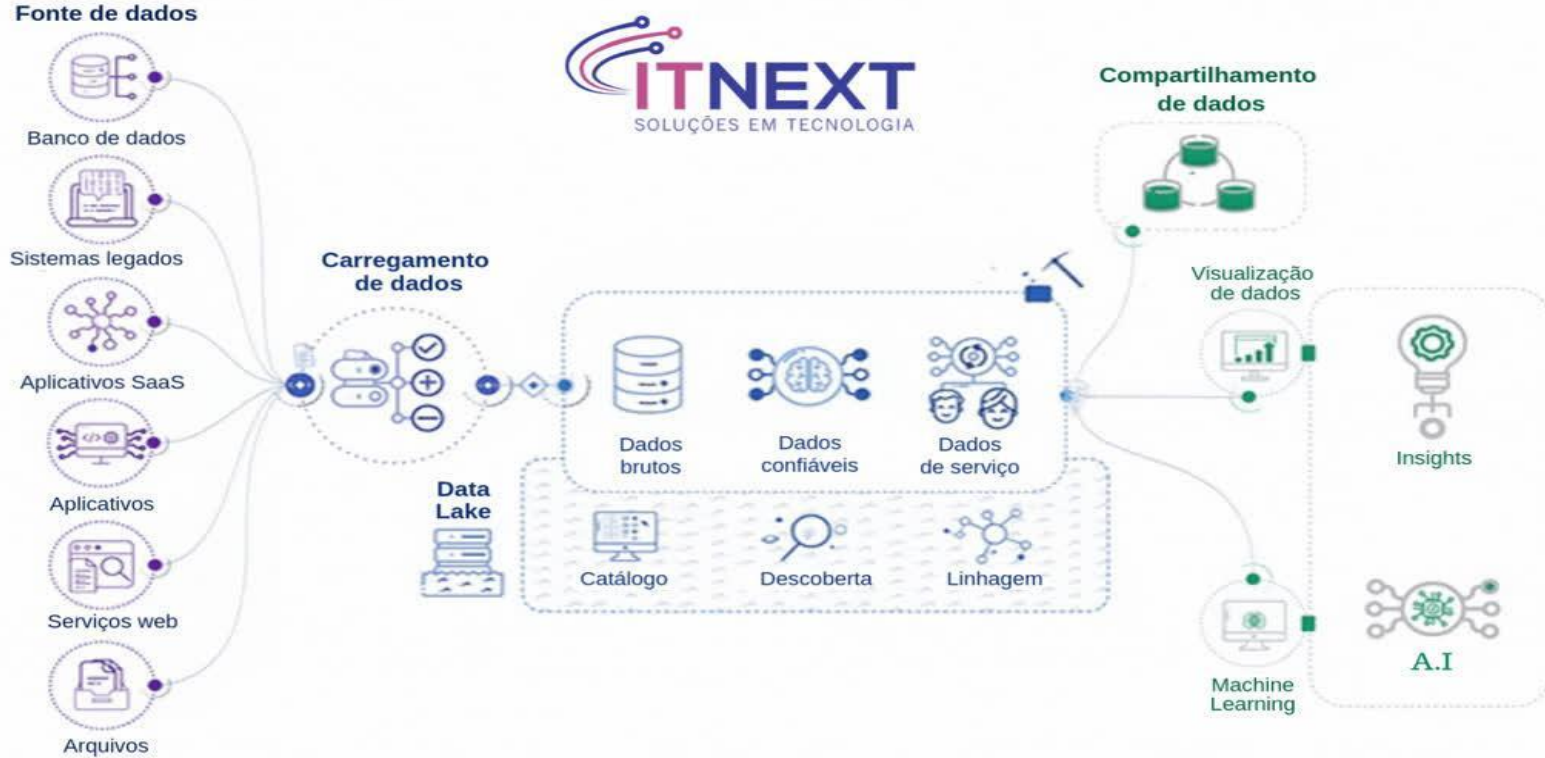 Fonte de dados
Banco de dados
Sistemas legados
Aplicativos SaaS
Aplicativos
Serviços web
Arquivos
ITNEXT
SOLUÇÕES EM TECNOLOGIA
Carregamento
de dados
Dados
brutos
Dados
confiáveis
Dados
de serviço
Data
Lake
Catálogo
Descoberta
Linhagem
Compartilhamento
de dados
Visualização
de dados
Insights
Machine
Learning
A.I